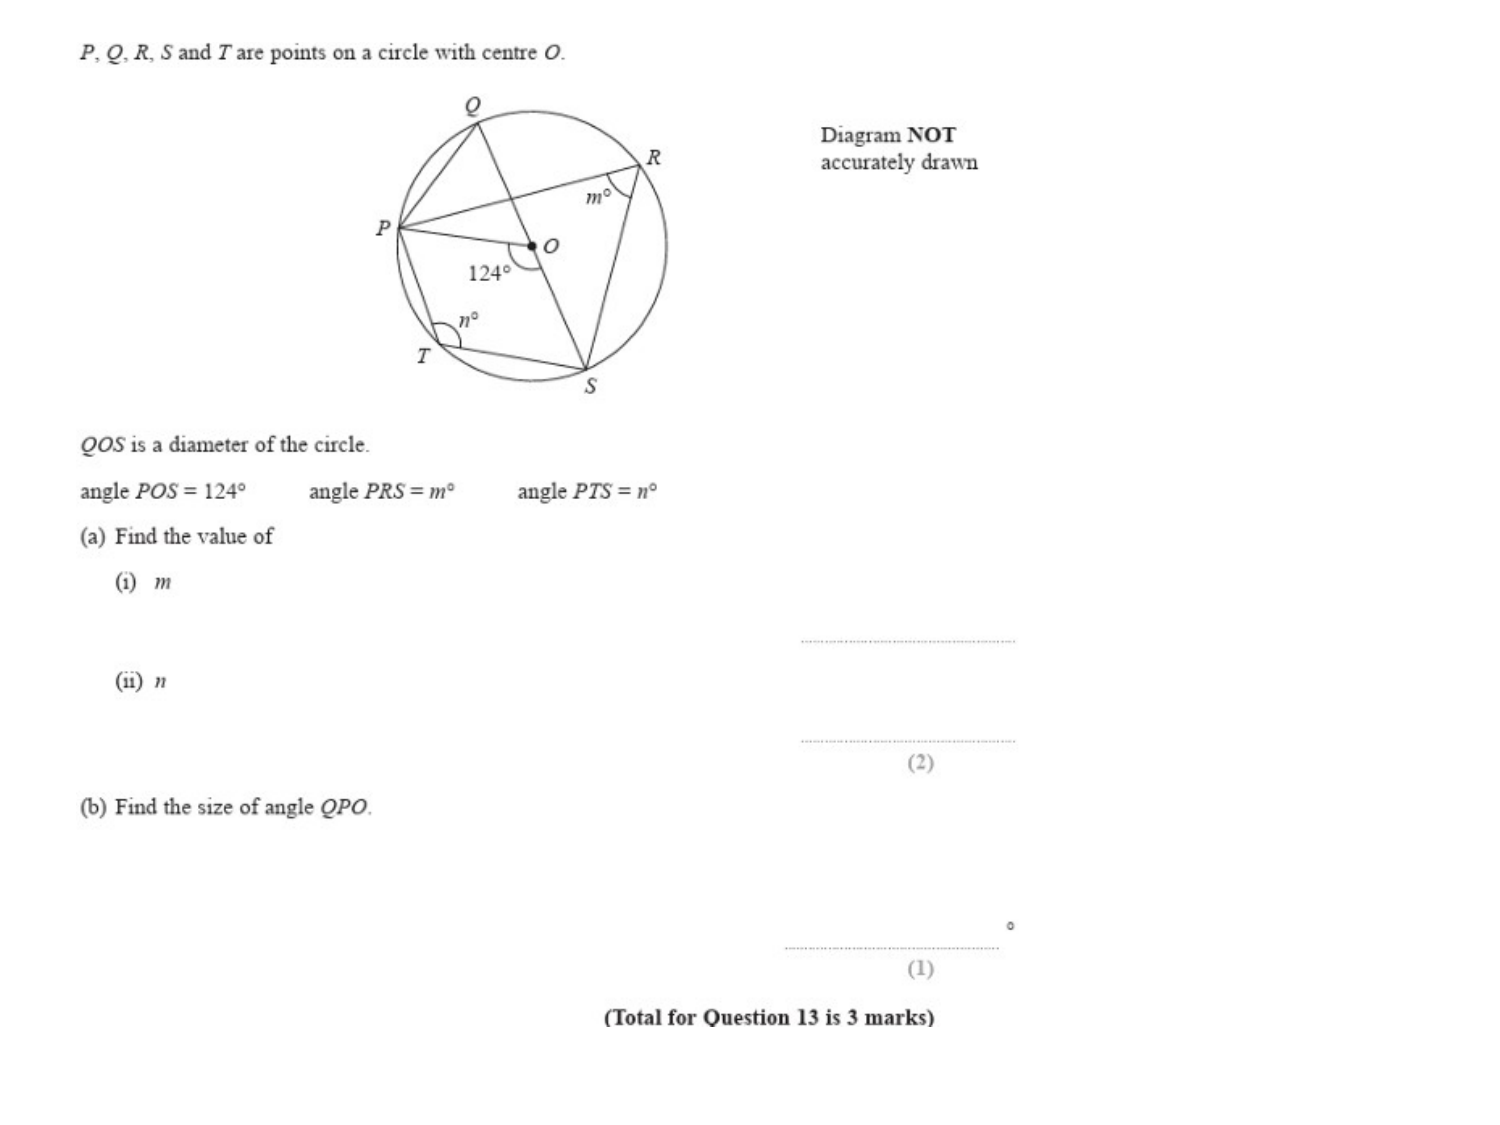 P, Q, R, S and T are points on a circle with centre O.
Q
Diagram NOT
accurately drawn
R
m°
P
O
124°
n°
T
S
QOS is a diameter of the circle.
angle POS = 124° angle PRS = m° angle PTS = n°
(a) Find the value of
(i) m
(ii) n
(2)
(b) Find the size of angle QPO.
°
(1)
(Total for Question 13 is 3 marks)